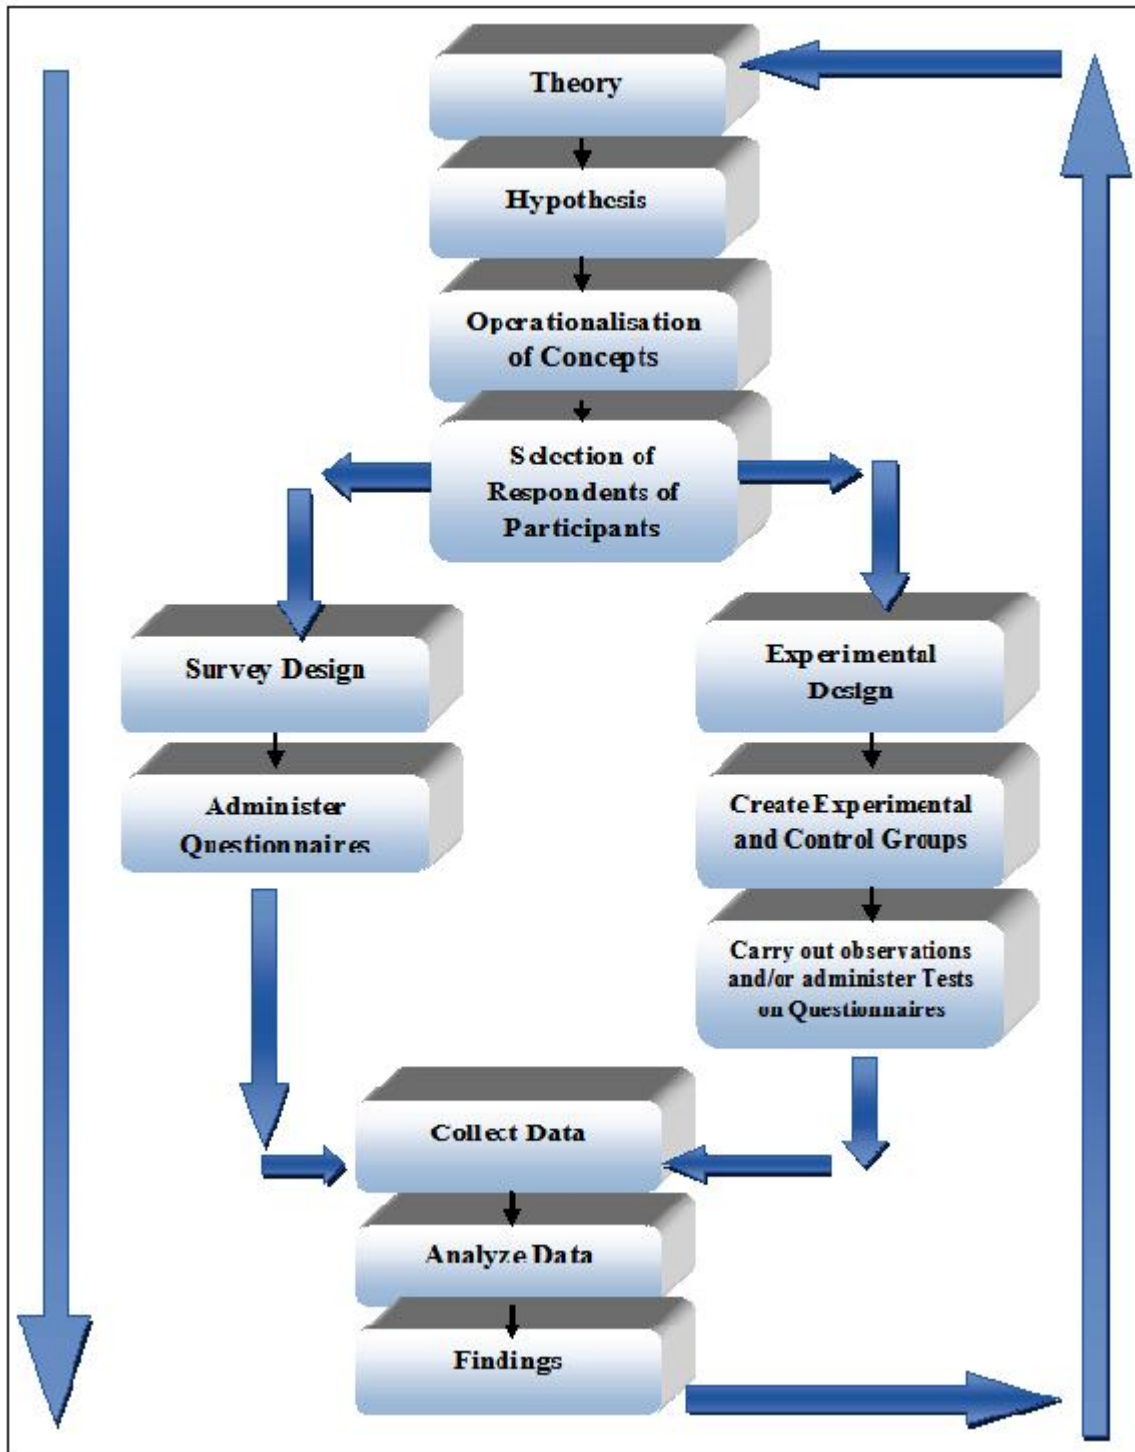 Theory
Hypothesis
Operationalisation
of Concepts
Selection of
Respondents of
Participants
Survey Design
Administer
Questionnaires
Experimental
Design
Create Experimental
and Control Groups
Carry out observations
and/or administer Tests
on Questionnaires
Collect Data
Analyze Data
Findings